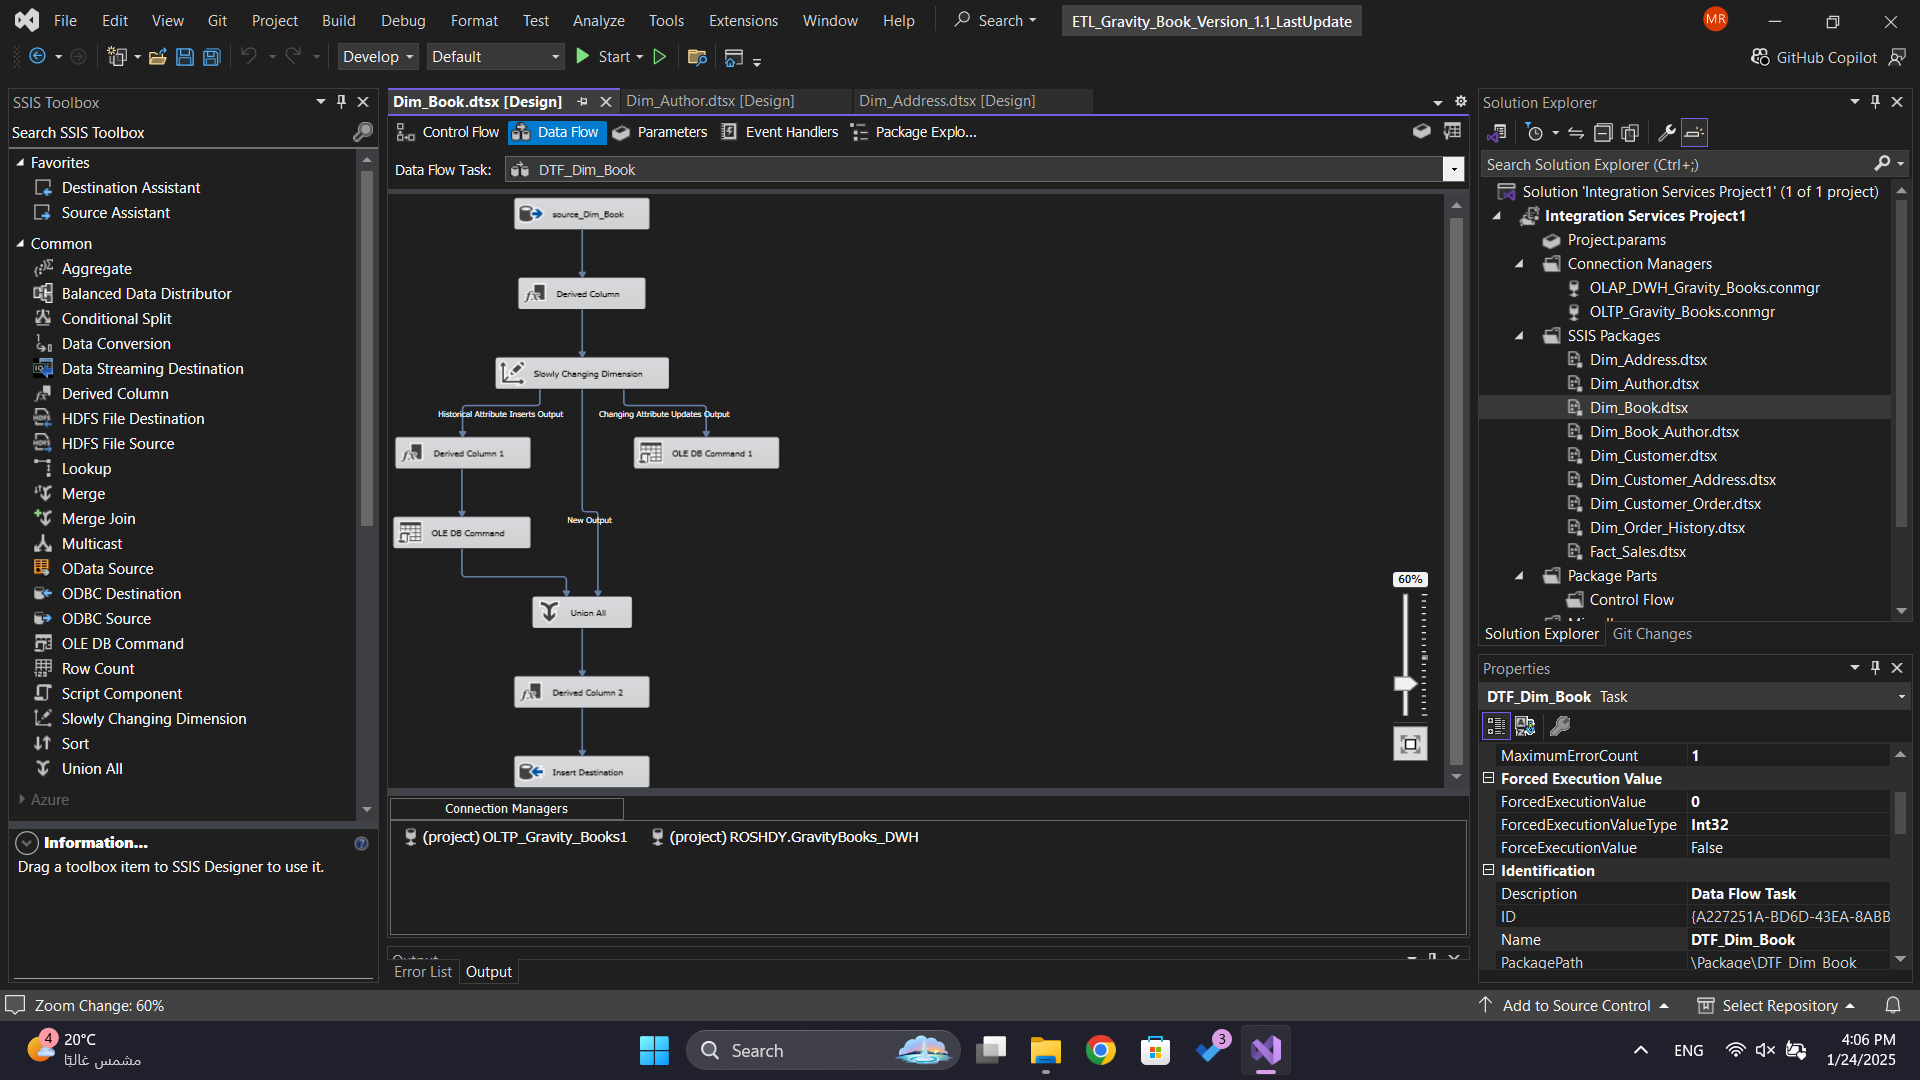 File Edit View Git Project Build Debug Format Test Analyze Tools Extensions Window Help Search ETL_Gravity_Book_Version_1.1_LastUpdate MR
Develop Default Start GitHub Copilot
SSIS Toolbox
Search SSIS Toolbox
Favorites
Destination Assistant
Source Assistant
Common
Aggregate
Balanced Data Distributor
Conditional Split
Data Conversion
Data Streaming Destination
Derived Column
HDFS File Destination
HDFS File Source
Lookup
Merge
Merge Join
Multicast
OData Source
ODBC Destination
ODBC Source
OLE DB Command
Row Count
Script Component
Slowly Changing Dimension
Sort
Union All
Azure
Information...
Drag a toolbox item to SSIS Designer to use it.
Dim_Book.dtsx [Design] Dim_Author.dtsx [Design] Dim_Address.dtsx [Design]
Control Flow Data Flow Parameters Event Handlers Package Explo...
Data Flow Task: DTF_Dim_Book
source_Dim_Book
Derived Column
Slowly Changing Dimension
Historical Attribute Inserts Output Changing Attribute Updates Output
Derived Column 1 OLE DB Command 1
OLE DB Command
New Output
Union All
Derived Column 2
Insert Destination
60%
Connection Managers
(project) OLTP_Gravity_Books1 (project) ROSHDY.GravityBooks_DWH
Output
Error List Output
Solution Explorer
Search Solution Explorer (Ctrl+;)
Solution 'Integration Services Project1' (1 of 1 project)
Integration Services Project1
Project.params
Connection Managers
OLAP_DWH_Gravity_Books.conmgr
OLTP_Gravity_Books.conmgr
SSIS Packages
Dim_Address.dtsx
Dim_Author.dtsx
Dim_Book.dtsx
Dim_Book_Author.dtsx
Dim_Customer.dtsx
Dim_Customer_Address.dtsx
Dim_Customer_Order.dtsx
Dim_Order_History.dtsx
Fact_Sales.dtsx
Package Parts
Control Flow
Solution Explorer Git Changes
Properties
DTF_Dim_Book Task
MaximumErrorCount 1
Forced Execution Value
ForcedExecutionValue 0
ForcedExecutionValueType Int32
ForceExecutionValue False
Identification
Description Data Flow Task
ID {A227251A-BD6D-43EA-8ABB
Name DTF_Dim_Book
PackagePath \Package\DTF_Dim_Book
Zoom Change: 60% Add to Source Control Select Repository
4 20°C
مشمس غالبًا
Search 3 ENG
4:06 PM
1/24/2025